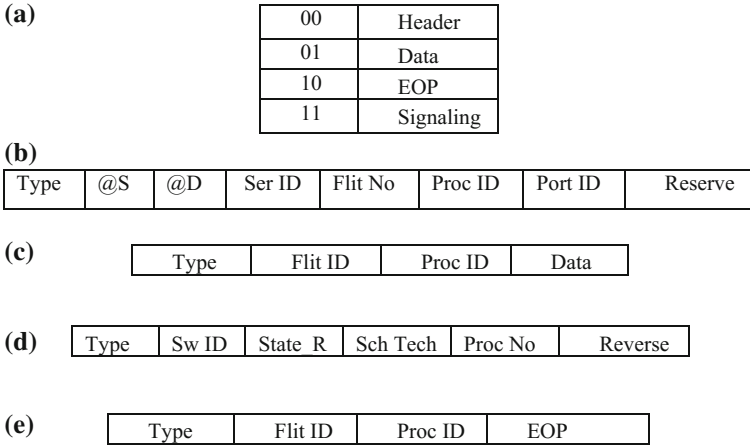 (a)
00 Header
01 Data
10 EOP
11 Signaling
(b)
Type @S @D Ser ID Flit No Proc ID Port ID Reserve
(c)
Type Flit ID Proc ID Data
(d)
Type Sw ID State_R Sch Tech Proc No Reverse
(e)
Type Flit ID Proc ID EOP